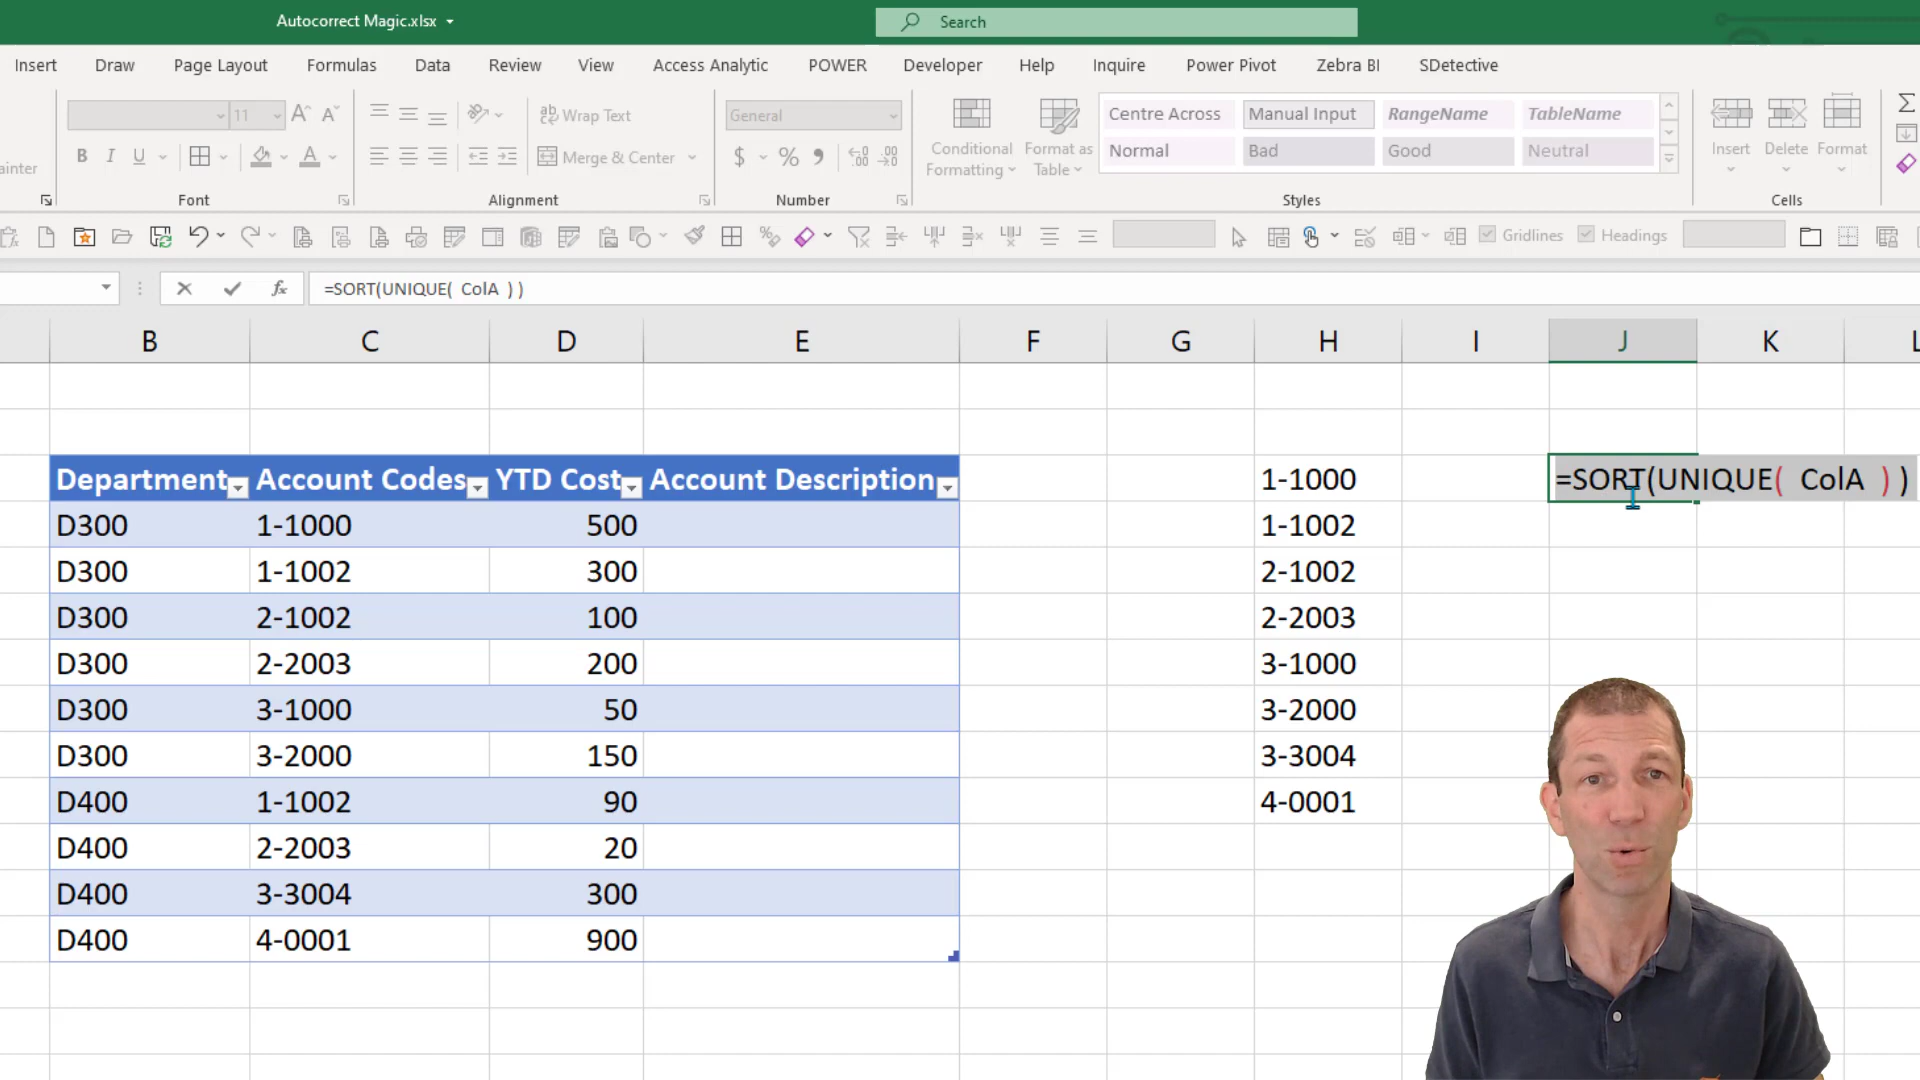 Autocorrect Magic.xlsx
Search
Insert Draw Page Layout Formulas Data Review View Access Analytic POWER Developer Help Inquire Power Pivot Zebra BI SDetective
11 A A
ab Wrap Text
General
Centre Across Manual Input RangeName TableName
ainter
B I U A
Merge & Center
$ % 9
Conditional Formatting
Format as Table
Normal Bad Good Neutral
Insert Delete Format
Font Alignment Number Styles Cells
Gridlines Headings
fx =SORT(UNIQUE( ColA ) )
B C D E F G H I J K L
Department Account Codes YTD Cost Account Description 1-1000 =SORT(UNIQUE( ColA ) )
D300 1-1000 500 1-1002
D300 1-1002 300 2-1002
D300 2-1002 100 2-2003
D300 2-2003 200 3-1000
D300 3-1000 50 3-2000
D300 3-2000 150 3-3004
D400 1-1002 90 4-0001
D400 2-2003 20
D400 3-3004 300
D400 4-0001 900